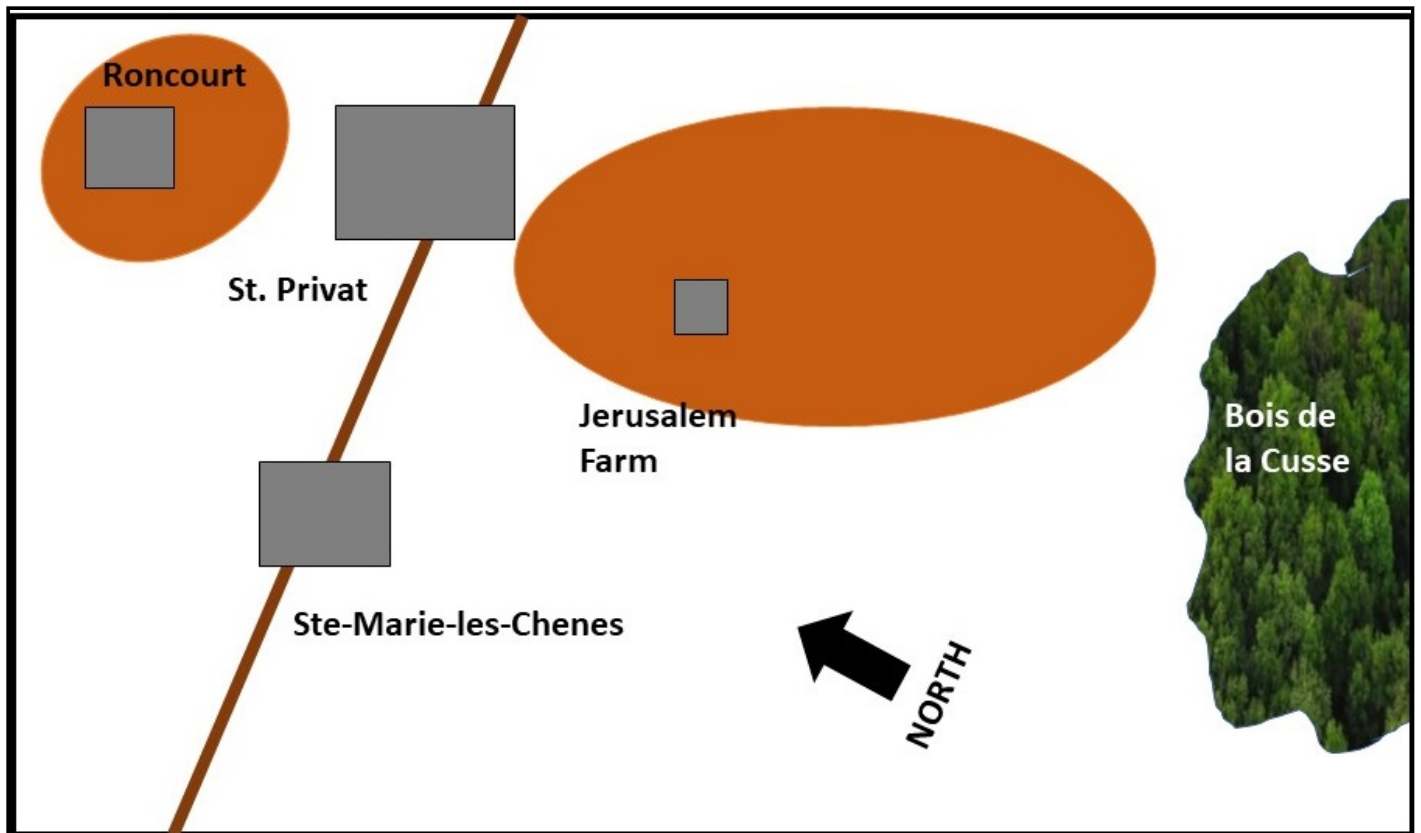 Roncourt
St. Privat
Jerusalem
Farm
Bois de
la Cusse
Ste-Marie-les-Chenes
NORTH